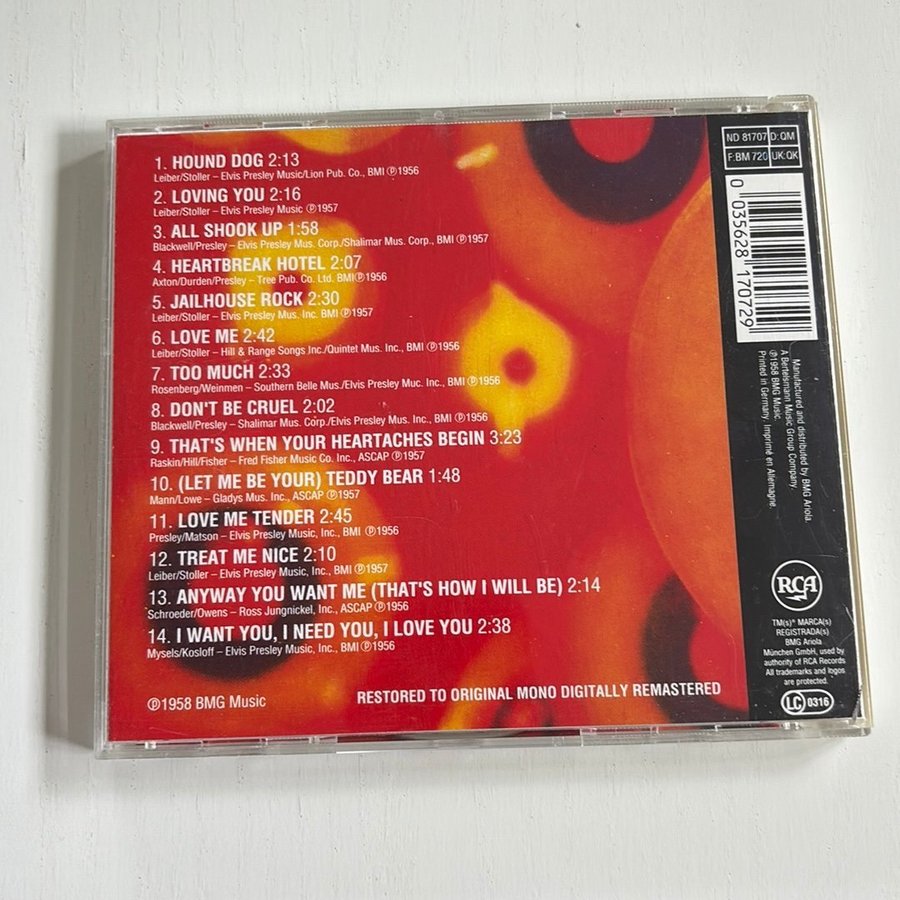 1. HOUND DOG 2:13
Leiber/Stoller – Elvis Presley Music/Lion Pub. Co., BMI ℗1956
2. LOVING YOU 2:16
Leiber/Stoller – Elvis Presley Music ℗1957
3. ALL SHOOK UP 1:58
Blackwell/Presley – Elvis Presley Mus. Corp./Shalimar Mus. Corp., BMI ℗1957
4. HEARTBREAK HOTEL 2:07
Axton/Durden/Presley – Tree Pub. Co. Ltd. BMI℗1956
5. JAILHOUSE ROCK 2:30
Leiber/Stoller – Elvis Presley Mus. Inc. BMI ℗1957
6. LOVE ME 2:42
Leiber/Stoller – Hill & Range Songs Inc./Quintet Mus. Inc., BMI ℗1956
7. TOO MUCH 2:33
Rosenberg/Weinmen – Southern Belle Mus./Elvis Presley Muc. Inc., BMI ℗1956
8. DON'T BE CRUEL 2:02
Blackwell/Presley – Shalimar Mus. Corp./Elvis Presley Mus. Inc., BMI ℗1956
9. THAT'S WHEN YOUR HEARTACHES BEGIN 3:23
Raskin/Hill/Fisher – Fred Fisher Music Co. Inc., ASCAP ℗1957
10. (LET ME BE YOUR) TEDDY BEAR 1:48
Mann/Lowe – Gladys Mus. Inc., ASCAP ℗1957
11. LOVE ME TENDER 2:45
Presley/Matson – Elvis Presley Music, Inc., BMI ℗1956
12. TREAT ME NICE 2:10
Leiber/Stoller – Elvis Presley Music, Inc., BMI ℗1957
13. ANYWAY YOU WANT ME (THAT'S HOW I WILL BE) 2:14
Schroeder/Owens – Ross Jungnickel, Inc., ASCAP ℗1956
14. I WANT YOU, I NEED YOU, I LOVE YOU 2:38
Mysels/Kosloff – Elvis Presley Music, Inc., BMI ℗1956
℗1958 BMG Music
RESTORED TO ORIGINAL MONO DIGITALLY REMASTERED
ND 81707 D:QM
F:BM 720 UK:QK
0 035628 170729
Manufactured and distributed by BMG Ariola.
A Bertelsmann Music Group Company.
℗1958 BMG Music.
Printed in Germany. Imprimé en Allemagne.
RCA
TM(s)® MARCA(s)
REGISTRADA(s)
BMG Ariola
München GmbH, used by
authority of RCA Records
All trademarks and logos
are protected.
LC 0316